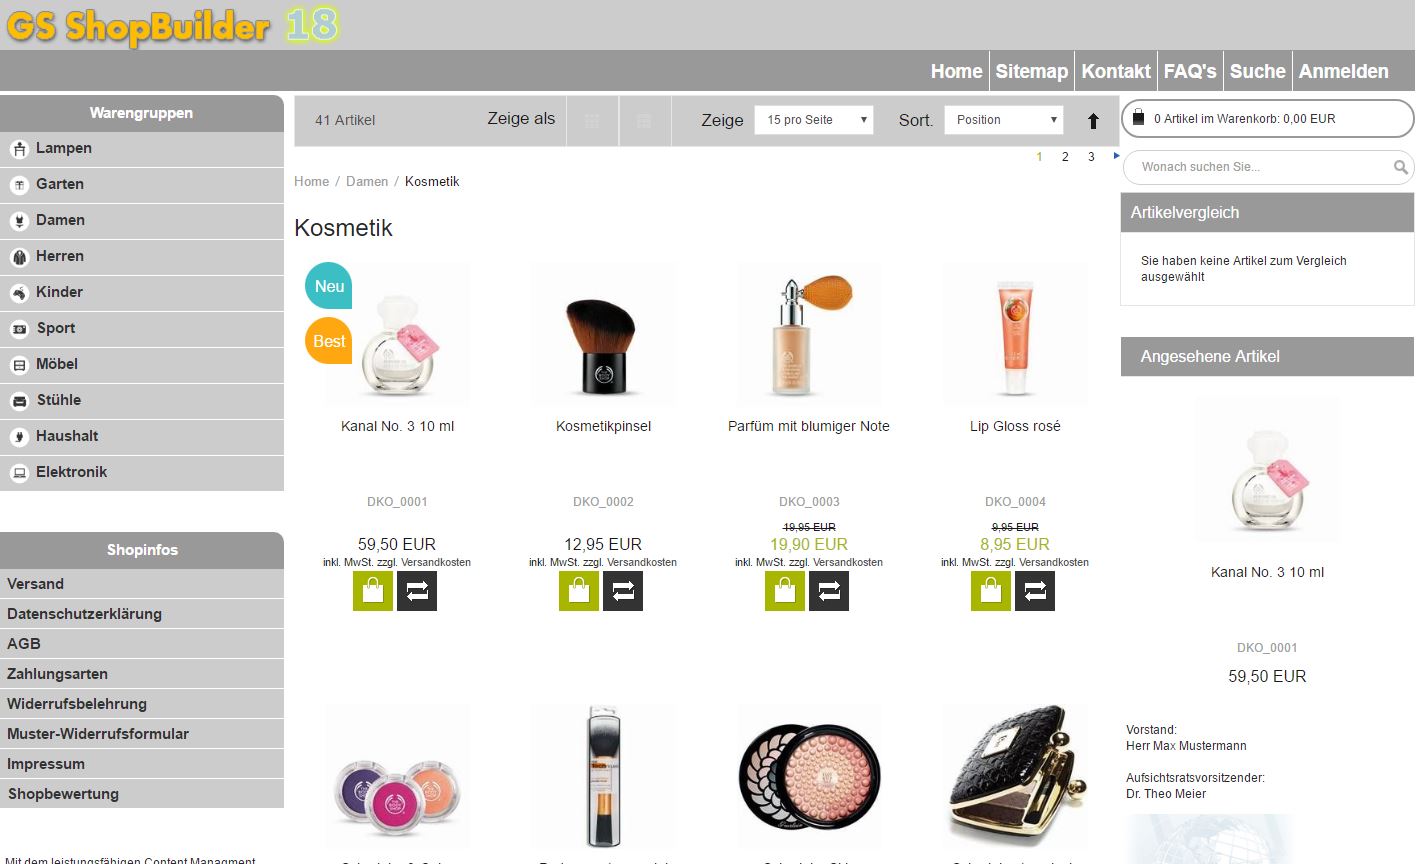 GS ShopBuilder 18
Home Sitemap Kontakt FAQ's Suche Anmelden
Warengruppen
Lampen
Garten
Damen
Herren
Kinder
Sport
Möbel
Stühle
Haushalt
Elektronik
Shopinfos
Versand
Datenschutzerklärung
AGB
Zahlungsarten
Widerrufsbelehrung
Muster-Widerrufsformular
Impressum
Shopbewertung
Mit dem leistungsfähigen Content Managment
41 Artikel Zeige als Zeige 15 pro Seite Sort. Position
1 2 3
Home / Damen / Kosmetik
Kosmetik
Neu
Best
Kanal No. 3 10 ml
DKO_0001
59,50 EUR
inkl. MwSt. zzgl. Versandkosten
Kosmetikpinsel
DKO_0002
12,95 EUR
inkl. MwSt. zzgl. Versandkosten
Parfüm mit blumiger Note
DKO_0003
19,95 EUR
19,90 EUR
inkl. MwSt. zzgl. Versandkosten
Lip Gloss rosé
DKO_0004
9,95 EUR
8,95 EUR
inkl. MwSt. zzgl. Versandkosten
0 Artikel im Warenkorb: 0,00 EUR
Wonach suchen Sie...
Artikelvergleich
Sie haben keine Artikel zum Vergleich
ausgewählt
Angesehene Artikel
Kanal No. 3 10 ml
DKO_0001
59,50 EUR
Vorstand:
Herr Max Mustermann
Aufsichtsratsvorsitzender:
Dr. Theo Meier